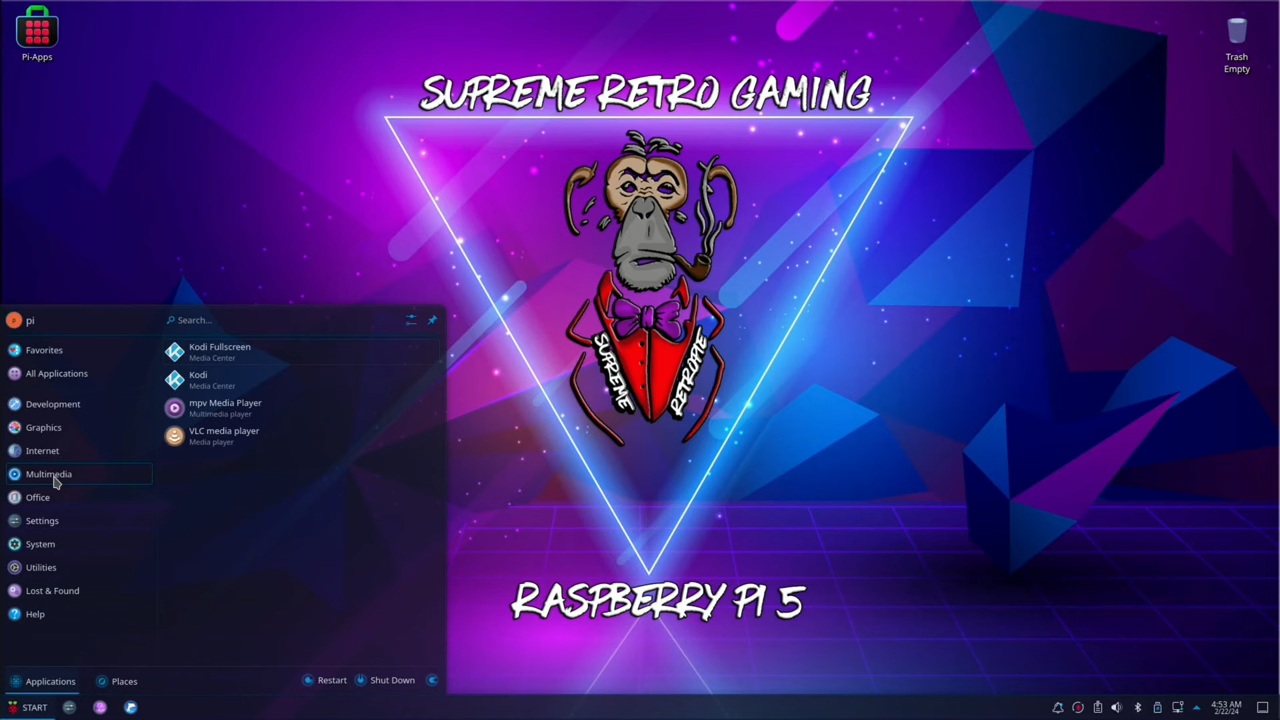 Pi-Apps
Trash
Empty
SUPREME RETRO GAMING
SUPREME
RETROPIE
RASPBERRY PI 5
pi
Search...
Favorites
All Applications
Development
Graphics
Internet
Multimedia
Office
Settings
System
Utilities
Lost & Found
Help
Kodi Fullscreen
Media Center
Kodi
Media Center
mpv Media Player
Multimedia player
VLC media player
Media player
Applications
Places
Restart
Shut Down
START
4:53 AM
2/22/24